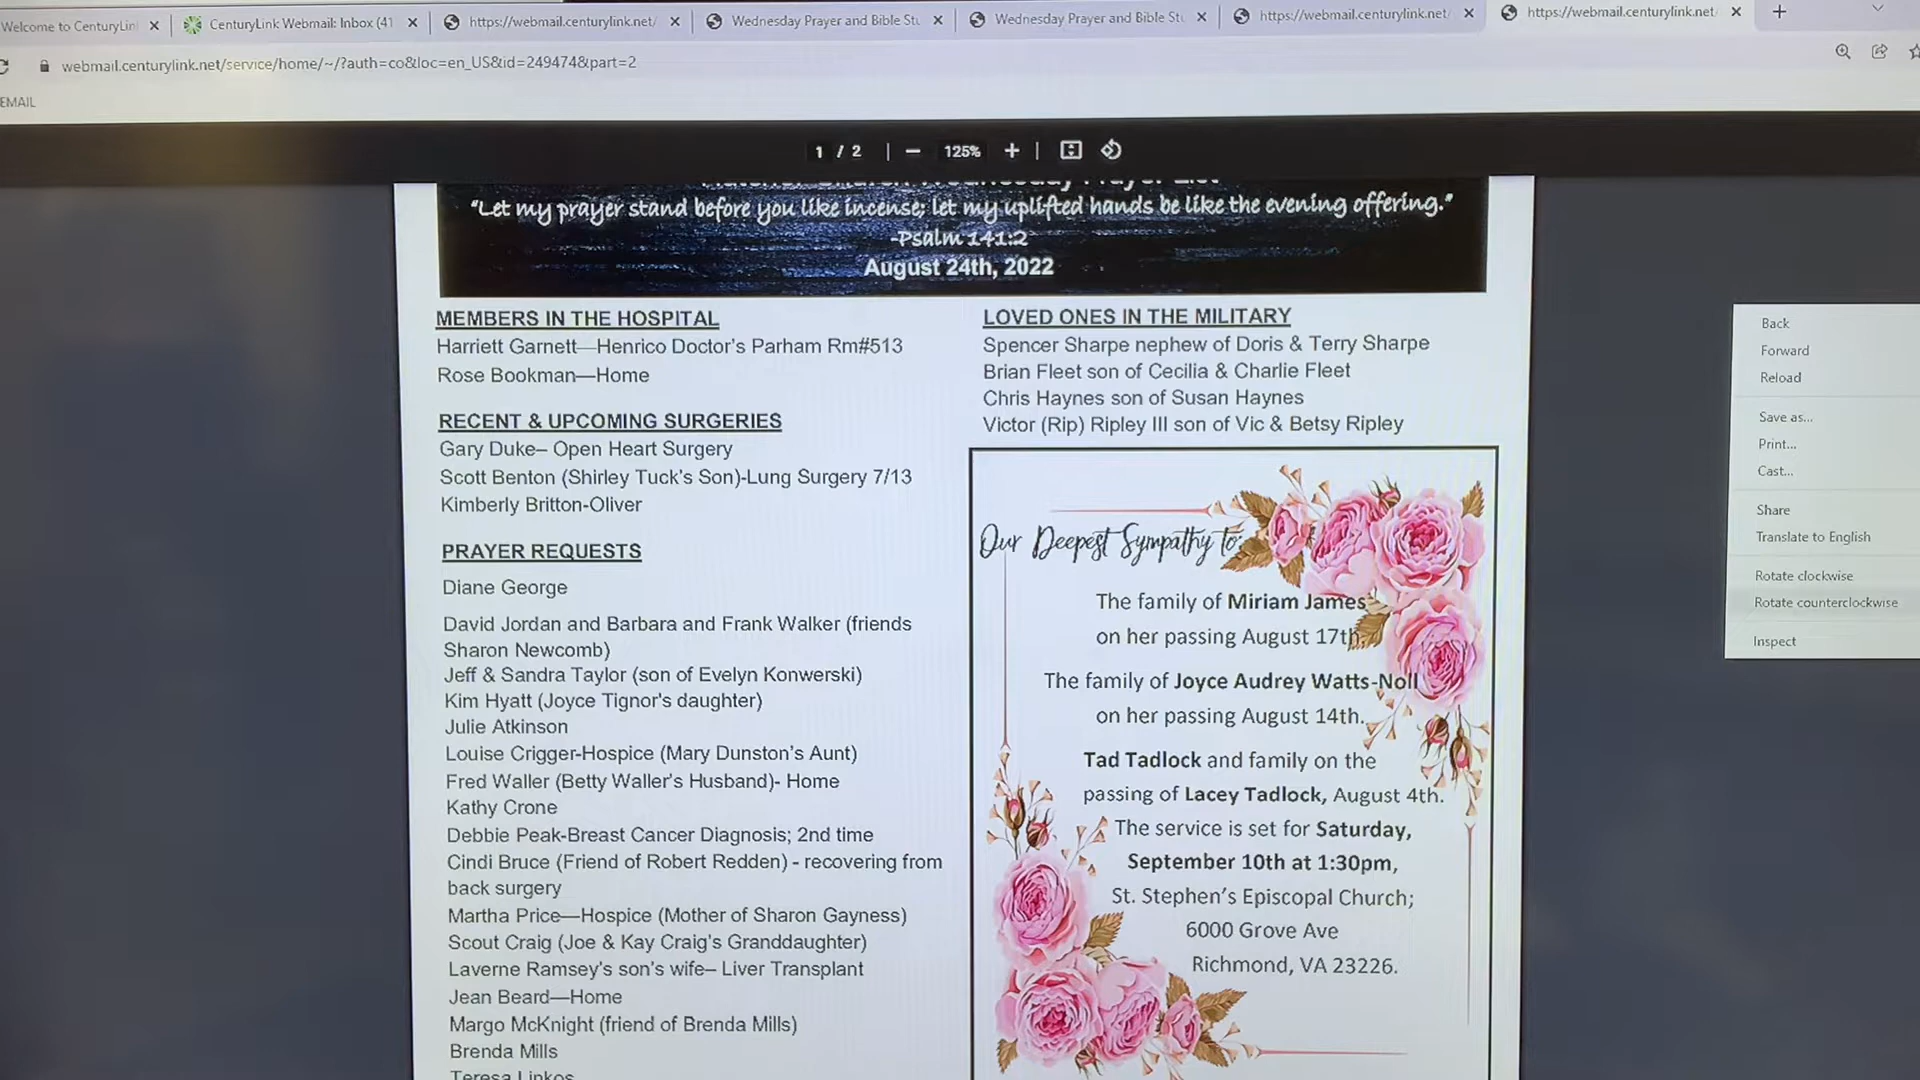 Welcome to CenturyLin
CenturyLink Webmail: Inbox (41
https://webmail.centurylink.net/
Wednesday Prayer and Bible Stu
Wednesday Prayer and Bible Stu
https://webmail.centurylink.net/
https://webmail.centurylink.net
webmail.centurylink.net/service/home/~/?auth=co&loc=en_US&id=249474&part=2
EMAIL
1 / 2 | − 125% + |
Wednesday Prayer List
"Let my prayer stand before you like incense; let my uplifted hands be like the evening offering."
-Psalm 141:2
August 24th, 2022
MEMBERS IN THE HOSPITAL
Harriett Garnett—Henrico Doctor's Parham Rm#513
Rose Bookman—Home
RECENT & UPCOMING SURGERIES
Gary Duke– Open Heart Surgery
Scott Benton (Shirley Tuck's Son)-Lung Surgery 7/13
Kimberly Britton-Oliver
PRAYER REQUESTS
Diane George
David Jordan and Barbara and Frank Walker (friends
Sharon Newcomb)
Jeff & Sandra Taylor (son of Evelyn Konwerski)
Kim Hyatt (Joyce Tignor's daughter)
Julie Atkinson
Louise Crigger-Hospice (Mary Dunston's Aunt)
Fred Waller (Betty Waller's Husband)- Home
Kathy Crone
Debbie Peak-Breast Cancer Diagnosis; 2nd time
Cindi Bruce (Friend of Robert Redden) - recovering from
back surgery
Martha Price—Hospice (Mother of Sharon Gayness)
Scout Craig (Joe & Kay Craig's Granddaughter)
Laverne Ramsey's son's wife– Liver Transplant
Jean Beard—Home
Margo McKnight (friend of Brenda Mills)
Brenda Mills
Teresa Linkos
LOVED ONES IN THE MILITARY
Spencer Sharpe nephew of Doris & Terry Sharpe
Brian Fleet son of Cecilia & Charlie Fleet
Chris Haynes son of Susan Haynes
Victor (Rip) Ripley III son of Vic & Betsy Ripley
Our Deepest Sympathy to:
The family of Miriam James
on her passing August 17th.
The family of Joyce Audrey Watts-Noll
on her passing August 14th.
Tad Tadlock and family on the
passing of Lacey Tadlock, August 4th.
The service is set for Saturday,
September 10th at 1:30pm,
St. Stephen's Episcopal Church;
6000 Grove Ave
Richmond, VA 23226.
Back
Forward
Reload
Save as...
Print...
Cast...
Share
Translate to English
Rotate clockwise
Rotate counterclockwise
Inspect